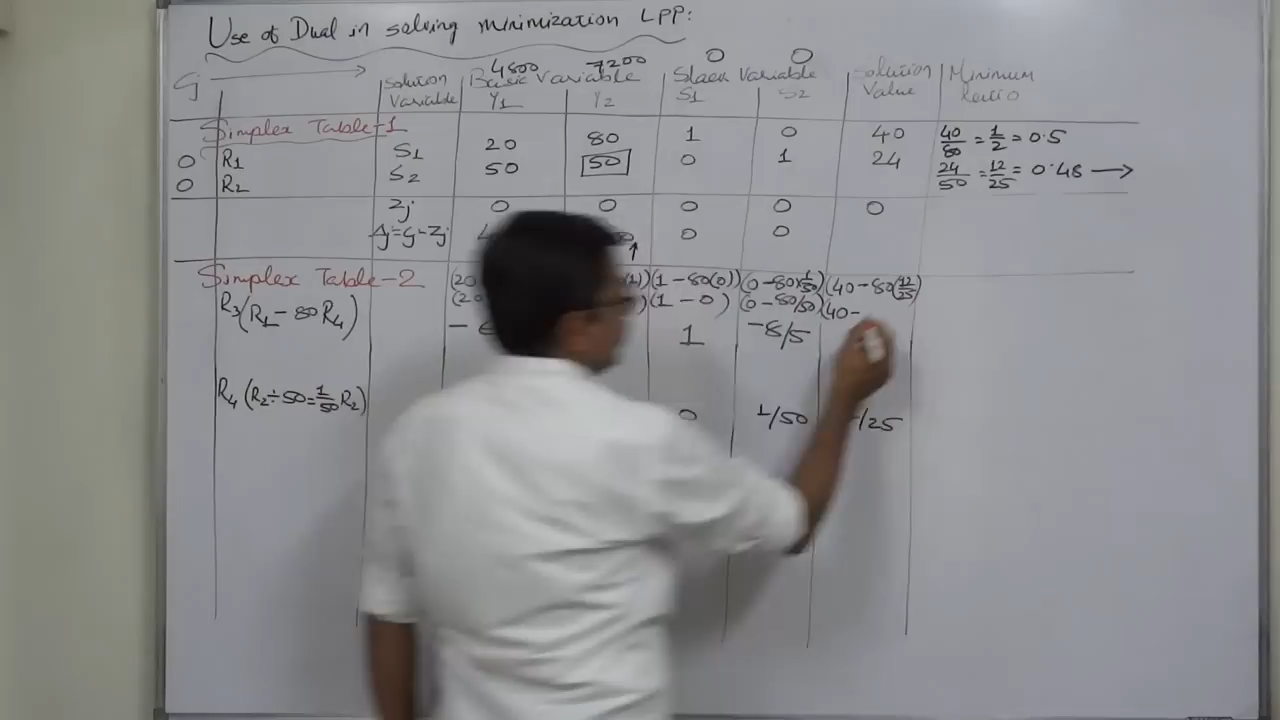 Use of Dual in solving minimization LPP:
4800 7200 0 0
Cj Solution Variable Basic Variable Slack Variable Solution Value Minimum Ratio
Y1 Y2 S1 S2
Simplex Table-1
0 R1 S1 20 80 1 0 40 40/80 = 1/2 = 0.5
0 R2 S2 50 50 0 1 24 24/50 = 12/25 = 0.48
Zj 0 0 0 0 0
Δj=Cj-Zj 0 0
Simplex Table-2 (20 (1) (1-80(0)) (0-80×1/50) (40-80(12/25)
R3(R1-80R4) (20 ) (1-0) (0-80/50) (40-
- 1 -8/5
R4 (R2÷50=1/50 R2) 0 1/50 /25